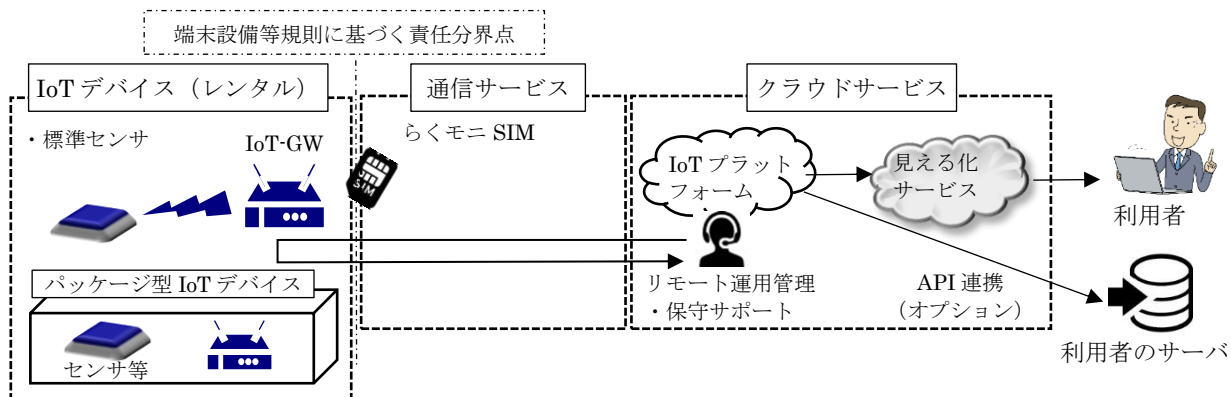 端末設備等規則に基づく責任分界点
IoT デバイス（レンタル）
通信サービス
クラウドサービス
・標準センサ
IoT-GW
らくモニ SIM
SIM
IoT プラット
フォーム
見える化
サービス
利用者
パッケージ型 IoT デバイス
センサ等
リモート運用管理
・保守サポート
API 連携
（オプション）
利用者のサーバ